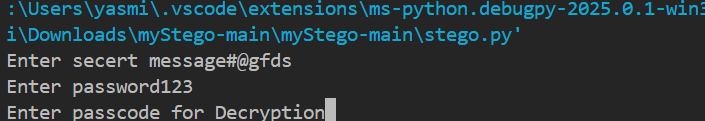 :\Users\yasmi\.vscode\extensions\ms-python.debugpy-2025.0.1-win3
i\Downloads\myStego-main\myStego-main\stego.py'
Enter secert message#@gfds
Enter password123
Enter passcode for Decryption